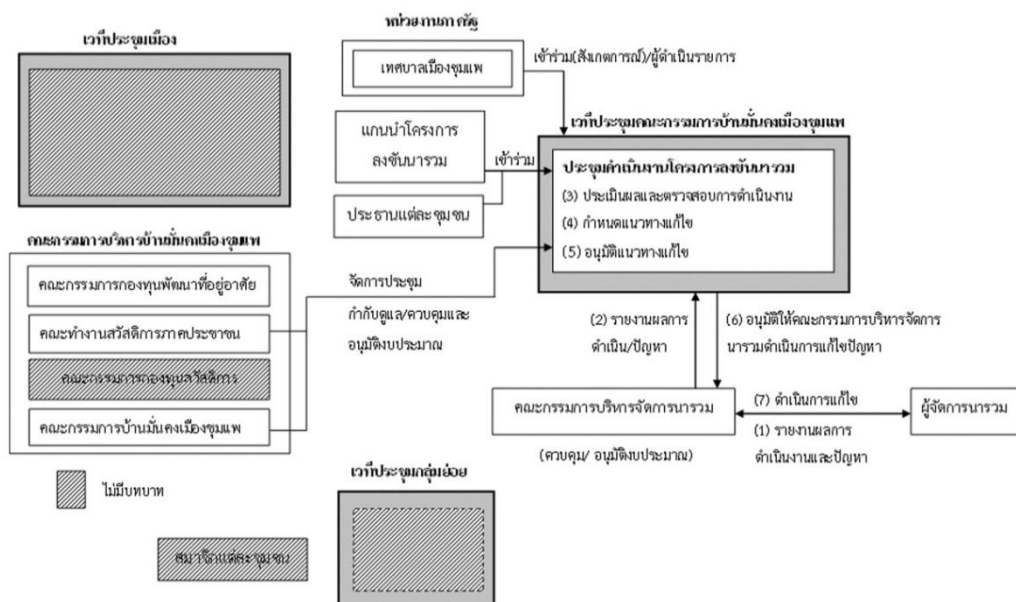 หน่วยงานภาครัฐ
เวทีประชุมเมือง
เทศบาลเมืองชุมแพ
เข้าร่วม(สังเกตการณ์)/ผู้ดำเนินรายการ
แกนนำโครงการ
ลงขันนารวม
เข้าร่วม
ประธานแต่ละชุมชน
เวทีประชุมคณะกรรมการบ้านมั่นคงเมืองชุมแพ
ประชุมดำเนินงานโครงการลงขันนารวม
(3) ประเมินผลและตรวจสอบการดำเนินงาน
(4) กำหนดแนวทางแก้ไข
(5) อนุมัติแนวทางแก้ไข
คณะกรรมการบริหารบ้านมั่นคงเมืองชุมแพ
คณะกรรมการกองทุนพัฒนาที่อยู่อาศัย
คณะทำงานสวัสดิการภาคประชาชน
คณะกรรมการกองทุนสวัสดิการ
คณะกรรมการบ้านมั่นคงเมืองชุมแพ
จัดการประชุม
กำกับดูแล/ควบคุมและ
อนุมัติงบประมาณ
(2) รายงานผลการ
ดำเนิน/ปัญหา
(6) อนุมัติให้คณะกรรมการบริหารจัดการ
นารวมดำเนินการแก้ไขปัญหา
คณะกรรมการบริหารจัดการนารวม
(ควบคุม/ อนุมัติงบประมาณ)
(7) ดำเนินการแก้ไข
(1) รายงานผลการ
ดำเนินงานและปัญหา
ผู้จัดการนารวม
ไม่มีบทบาท
เวทีประชุมกลุ่มย่อย
สมาชิกแต่ละชุมชน